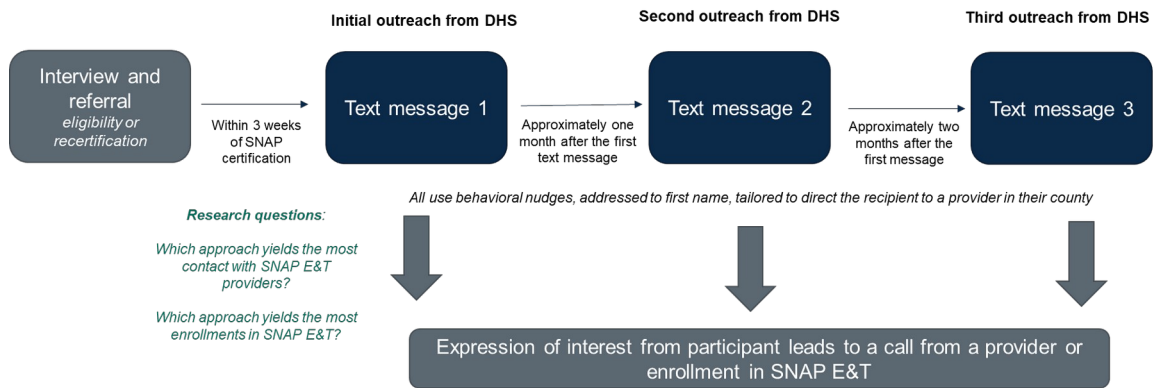 Initial outreach from DHS
Second outreach from DHS
Third outreach from DHS
Interview and
referral
eligibility or
recertification
Within 3 weeks
of SNAP
certification
Text message 1
Approximately one
month after the first
text message
Text message 2
Approximately two
months after the
first message
Text message 3
All use behavioral nudges, addressed to first name, tailored to direct the recipient to a provider in their county
Research questions:
Which approach yields the most
contact with SNAP E&T
providers?
Which approach yields the most
enrollments in SNAP E&T?
Expression of interest from participant leads to a call from a provider or
enrollment in SNAP E&T